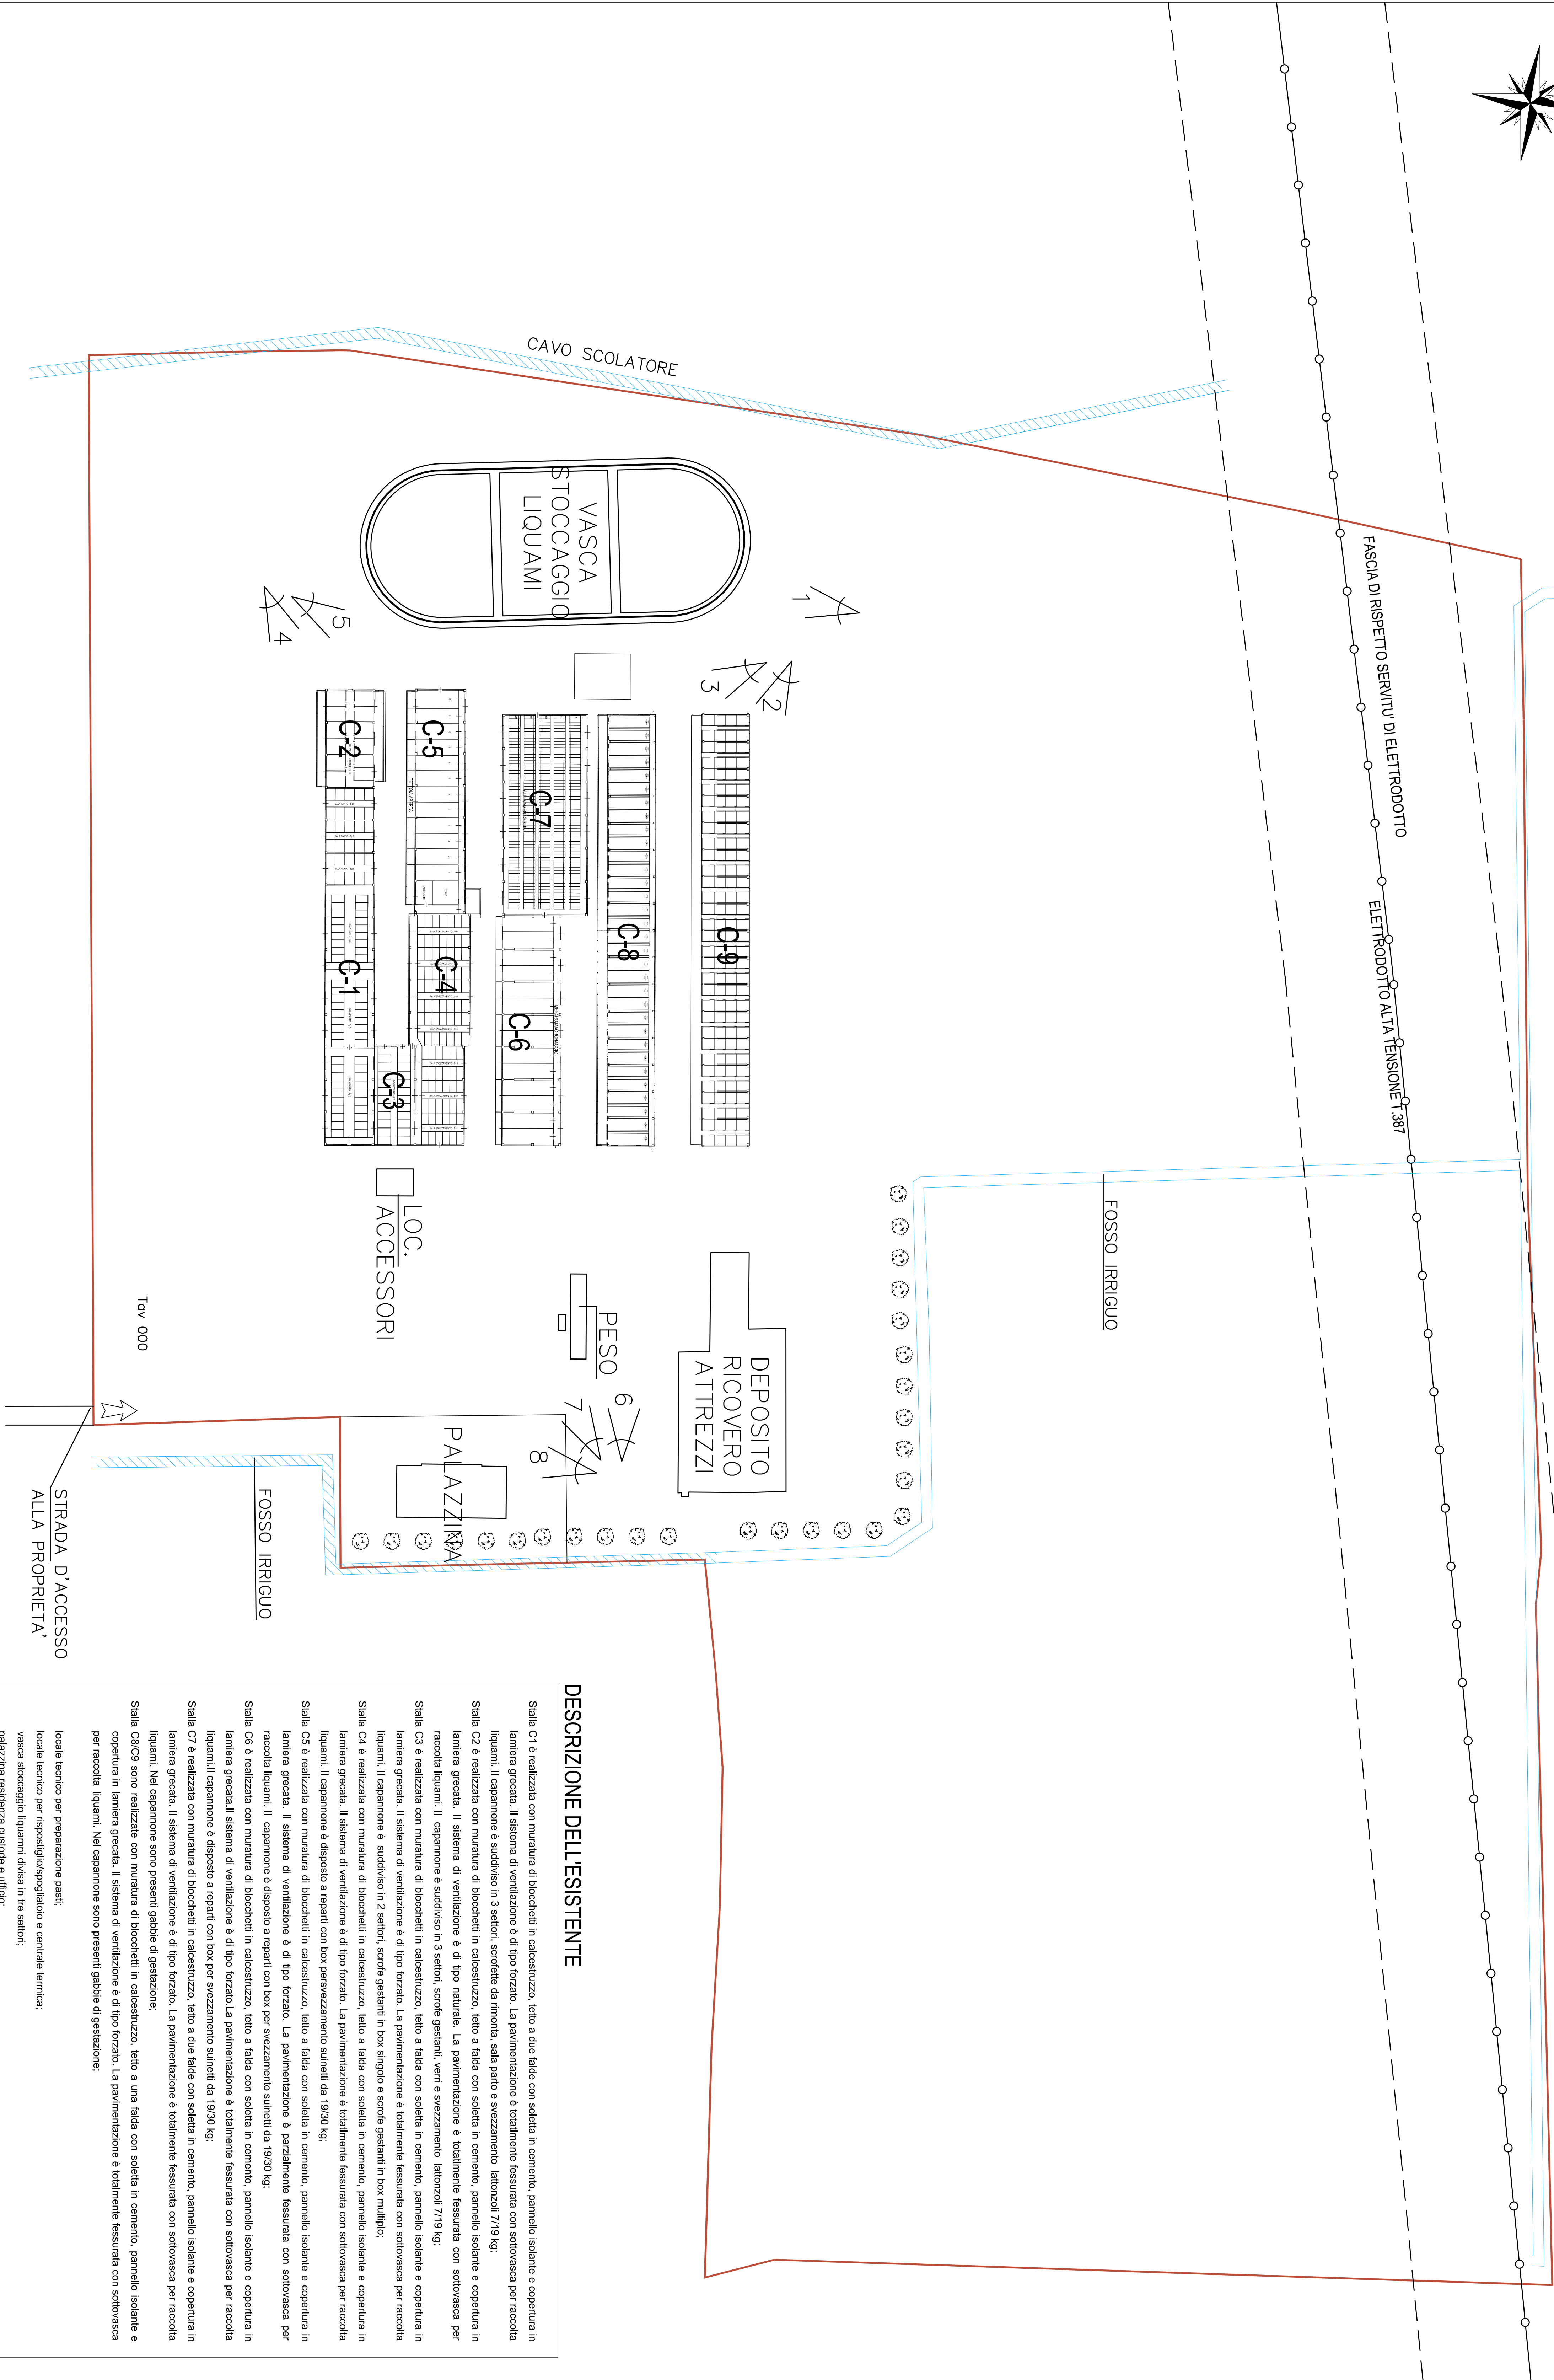 FASCIA DI RISPETTO SERVITU' DI ELETTRODOTTO
ELETTRODOTTO ALTA TENSIONE T.387
CAVO SCOLATORE
VASCA
STOCCAGGIO
LIQUAMI
1
2
3
4
5
C-9
C-8
C-7
C-6
C-5
C-4
C-3
C-2
C-1
FOSSO IRRIGUO
LOC.
ACCESSORI
PESO
DEPOSITO
RICOVERO
ATTREZZI
6
7
8
PALAZZINA
Tav 000
FOSSO IRRIGUO
STRADA D'ACCESSO
ALLA PROPRIETA'
DESCRIZIONE DELL'ESISTENTE
Stalla C1 è realizzata con muratura di blocchetti in calcestruzzo, tetto a due falde con soletta in cemento, pannello isolante e copertura in
lamiera grecata. Il sistema di ventilazione è di tipo forzato. La pavimentazione è totatlmente fessurata con sottovasca per raccolta
liquami. Il capannone è suddiviso in 3 settori, scrofette da rimonta, sala parto e svezzamento lattonzoli 7/19 kg;
Stalla C2 è realizzata con muratura di blocchetti in calcestruzzo, tetto a falda con soletta in cemento, pannello isolante e copertura in
lamiera grecata. Il sistema di ventilazione è di tipo naturale. La pavimentazione è totatlmente fessurata con sottovasca per
raccolta liquami. Il capannone è suddiviso in 3 settori, scrofe gestanti, verri e svezzamento lattonzoli 7/19 kg;
Stalla C3 è realizzata con muratura di blocchetti in calcestruzzo, tetto a falda con soletta in cemento, pannello isolante e copertura in
lamiera grecata. Il sistema di ventilazione è di tipo forzato. La pavimentazione è totalmente fessurata con sottovasca per raccolta
liquami. Il capannone è suddiviso in 2 settori, scrofe gestanti in box singolo e scrofe gestanti in box multiplo;
Stalla C4 è realizzata con muratura di blocchetti in calcestruzzo, tetto a falda con soletta in cemento, pannello isolante e copertura in
lamiera grecata. Il sistema di ventilazione è di tipo forzato. La pavimentazione è totatlmente fessurata con sottovasca per raccolta
liquami. Il capannone è disposto a reparti con box persvezzamento suinetti da 19/30 kg;
Stalla C5 è realizzata con muratura di blocchetti in calcestruzzo, tetto a falda con soletta in cemento, pannello isolante e copertura in
lamiera grecata. Il sistema di ventilazione è di tipo forzato. La pavimentazione è parzialmente fessurata con sottovasca per
raccolta liquami. Il capannone è disposto a reparti con box per svezzamento suinetti da 19/30 kg;
Stalla C6 è realizzata con muratura di blocchetti in calcestruzzo, tetto a falda con soletta in cemento, pannello isolante e copertura in
lamiera grecata.Il sistema di ventilazione è di tipo forzato.La pavimentazione è totalmente fessurata con sottovasca per raccolta
liquami.Il capannone è disposto a reparti con box per svezzamento suinetti da 19/30 kg;
Stalla C7 è realizzata con muratura di blocchetti in calcestruzzo, tetto a due falde con soletta in cemento, pannello isolante e copertura in
lamiera grecata. Il sistema di ventilazione è di tipo forzato. La pavimentazione è totalmente fessurata con sottovasca per raccolta
liquami. Nel capannone sono presenti gabbie di gestazione;
Stalla C8/C9 sono realizzate con muratura di blocchetti in calcestruzzo, tetto a una falda con soletta in cemento, pannello isolante e
copertura in lamiera grecata. Il sistema di ventilazione è di tipo forzato. La pavimentazione è totalmente fessurata con sottovasca
per raccolta liquami. Nel capannone sono presenti gabbie di gestazione;
locale tecnico per preparazione pasti;
locale tecnico per rispostiglio/spogliatoio e centrale termica;
vasca stoccaggio liquamni divisa in tre settori;
palazzina residenza custode e ufficio;